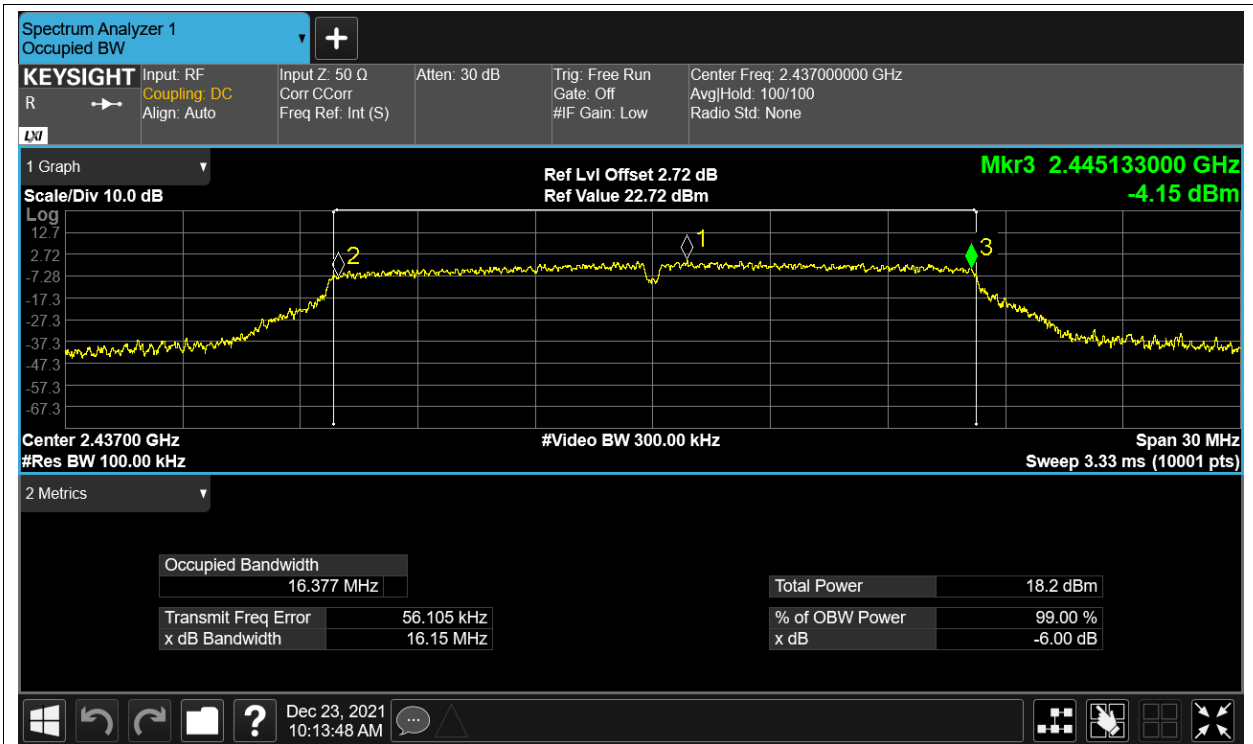 Spectrum Analyzer 1
Occupied BW
KEYSIGHT
R
LXI
Input: RF
Coupling: DC
Align: Auto
Input Z: 50 Ω
Corr CCorr
Freq Ref: Int (S)
Atten: 30 dB
Trig: Free Run
Gate: Off
#IF Gain: Low
Center Freq: 2.437000000 GHz
Avg|Hold: 100/100
Radio Std: None
1 Graph
Scale/Div 10.0 dB
Ref Lvl Offset 2.72 dB
Ref Value 22.72 dBm
Mkr3 2.445133000 GHz
-4.15 dBm
Log
12.7
2.72
-7.28
-17.3
-27.3
-37.3
-47.3
-57.3
-67.3
2
1
3
Center 2.43700 GHz
#Res BW 100.00 kHz
#Video BW 300.00 kHz
Span 30 MHz
Sweep 3.33 ms (10001 pts)
2 Metrics
Occupied Bandwidth
16.377 MHz
Transmit Freq Error 56.105 kHz
x dB Bandwidth 16.15 MHz
Total Power 18.2 dBm
% of OBW Power 99.00 %
x dB -6.00 dB
?
Dec 23, 2021
10:13:48 AM